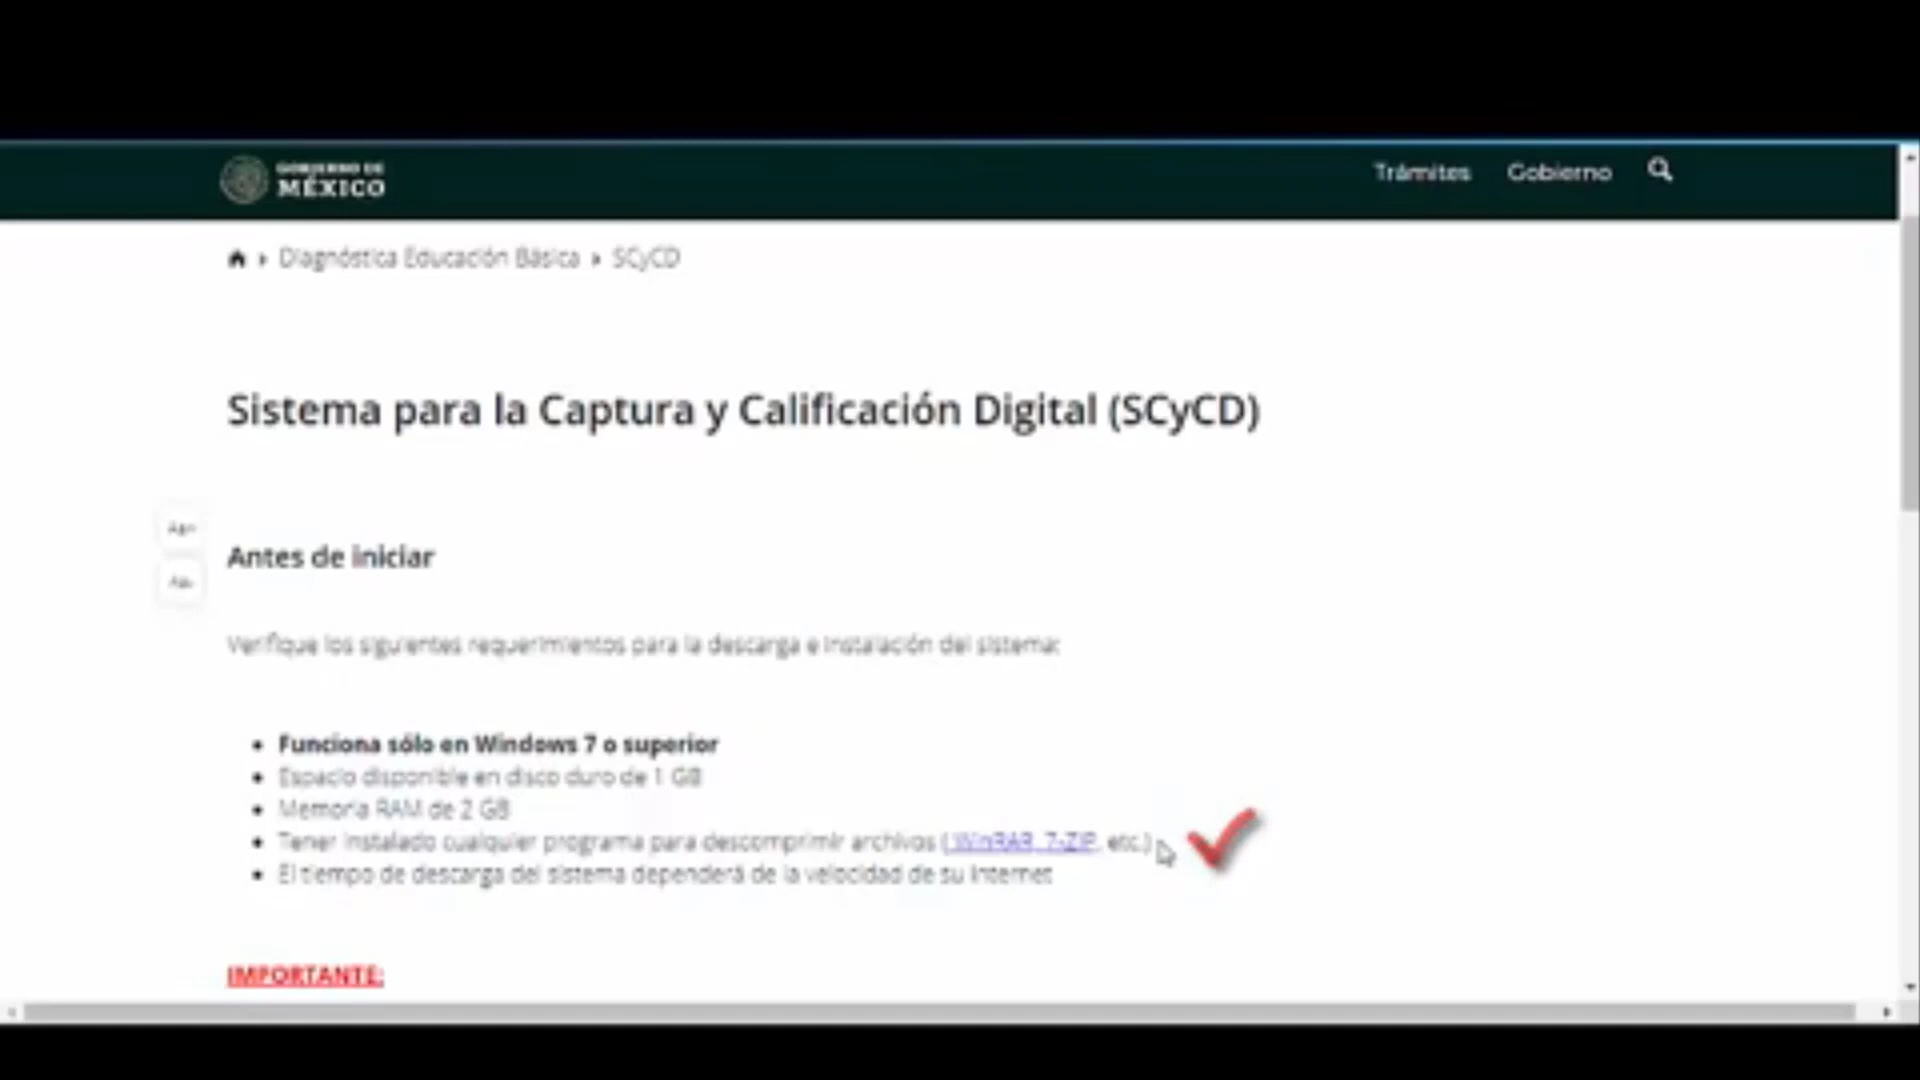 GOBIERNO DE
MÉXICO
Trámites Gobierno
Diagnóstica Educación Básica › SCyCD
Sistema para la Captura y Calificación Digital (SCyCD)
Aa+
Antes de iniciar
Aa-
Verifique los siguientes requerimientos para la descarga e instalación del sistema:
• Funciona sólo en Windows 7 o superior
• Espacio disponible en disco duro de 1 GB
• Memoria RAM de 2 GB
• Tener instalado cualquier programa para descomprimir archivos ( WinRAR, 7-ZIP, etc.)
• El tiempo de descarga del sistema dependerá de la velocidad de su Internet
IMPORTANTE: